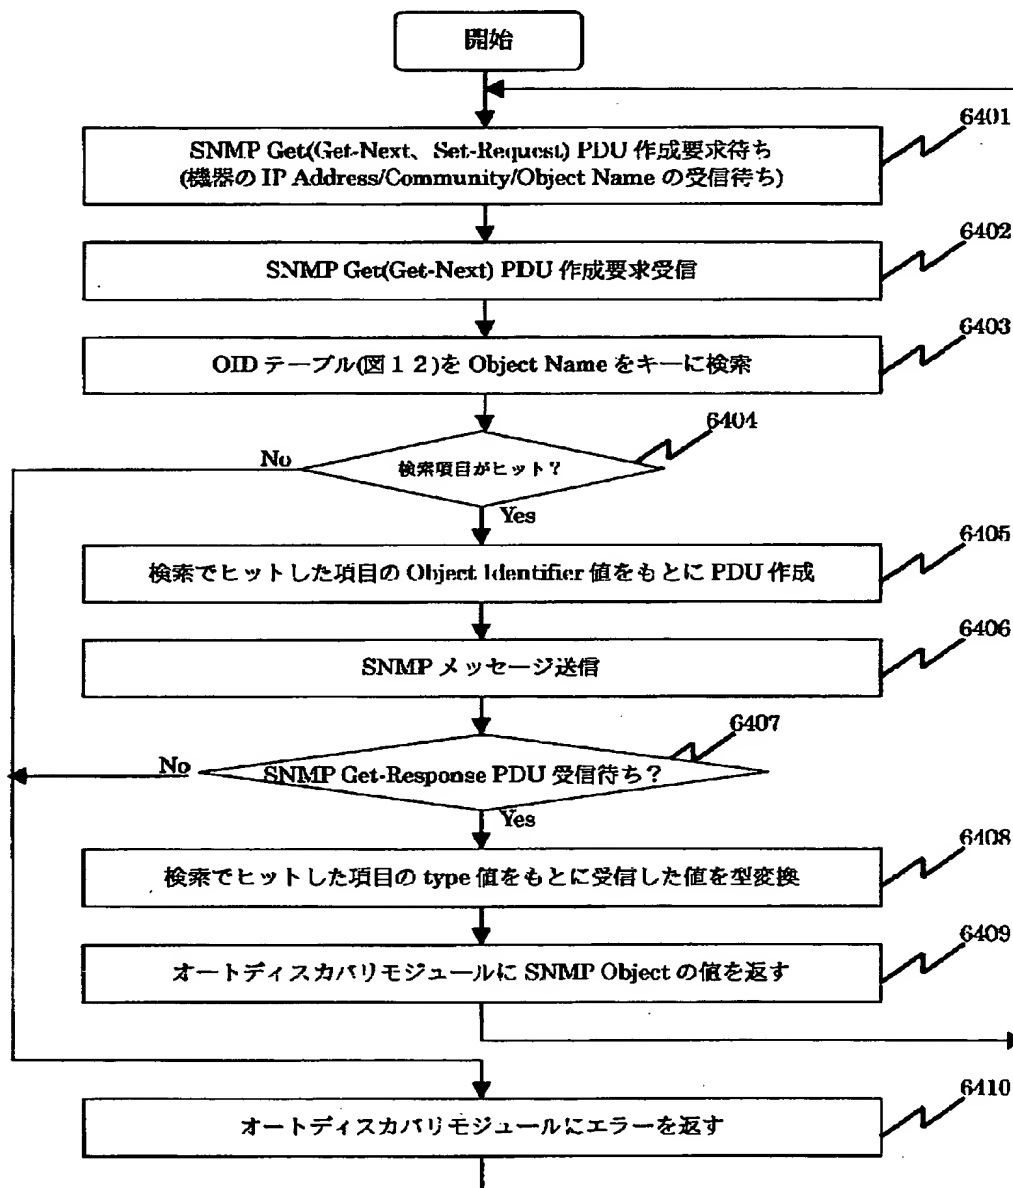 開始
6401
SNMP Get(Get-Next、Set-Request) PDU 作成要求待ち
(機器の IP Address/Community/Object Name の受信待ち)
6402
SNMP Get(Get-Next) PDU 作成要求受信
6403
OID テーブル(図１２)を Object Name をキーに検索
6404
No
検索項目がヒット？
Yes
6405
検索でヒットした項目の Object Identifier 値をもとに PDU 作成
6406
SNMP メッセージ送信
6407
No
SNMP Get-Response PDU 受信待ち？
Yes
6408
検索でヒットした項目の type 値をもとに受信した値を型変換
6409
オートディスカバリモジュールに SNMP Object の値を返す
6410
オートディスカバリモジュールにエラーを返す